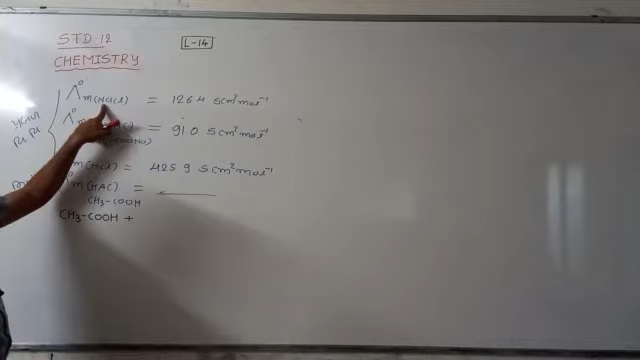 STD-12
L-14
CHEMISTRY
Λ° m(NaCl) = 126.4 S cm² mol⁻¹
Λ° m = 91.0 S cm² mol⁻¹
m(HCl) = 425.9 S cm² mol⁻¹
m(HAC) =
CH₃-COOH
CH₃-COOH +